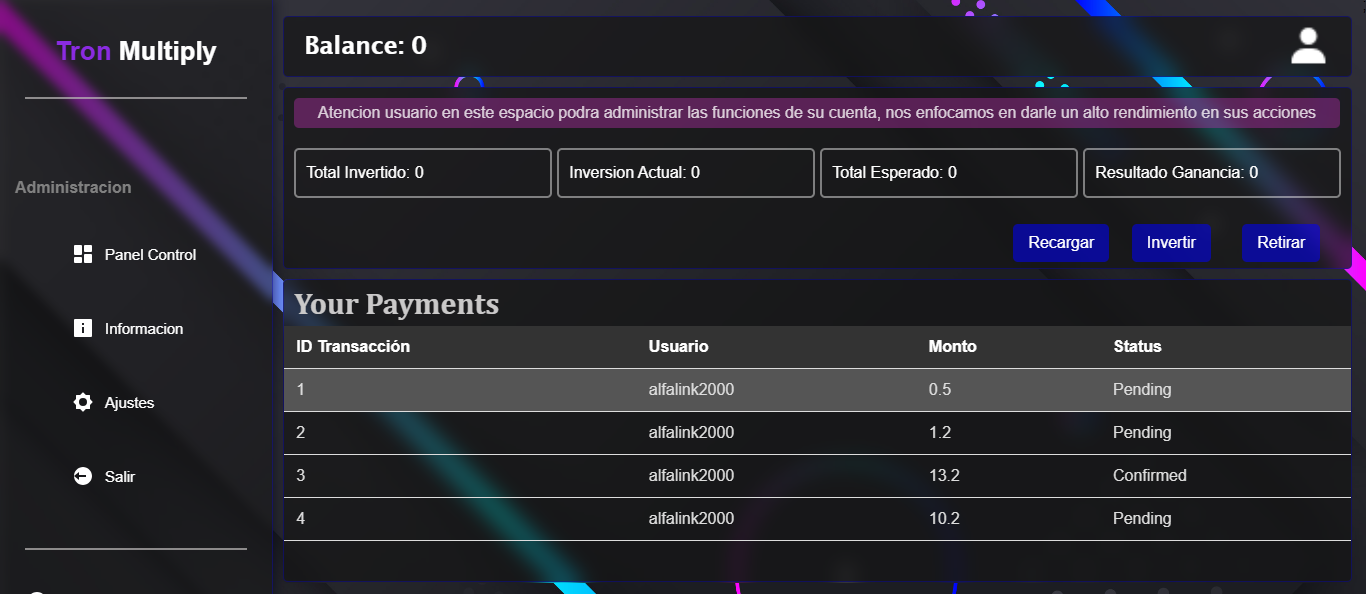 Tron Multiply
Administracion
Panel Control
Informacion
Ajustes
Salir
Balance: 0
Atencion usuario en este espacio podra administrar las funciones de su cuenta, nos enfocamos en darle un alto rendimiento en sus acciones
Total Invertido: 0 Inversion Actual: 0 Total Esperado: 0 Resultado Ganancia: 0
Recargar Invertir Retirar
Your Payments
ID Transacción Usuario Monto Status
1 alfalink2000 0.5 Pending
2 alfalink2000 1.2 Pending
3 alfalink2000 13.2 Confirmed
4 alfalink2000 10.2 Pending